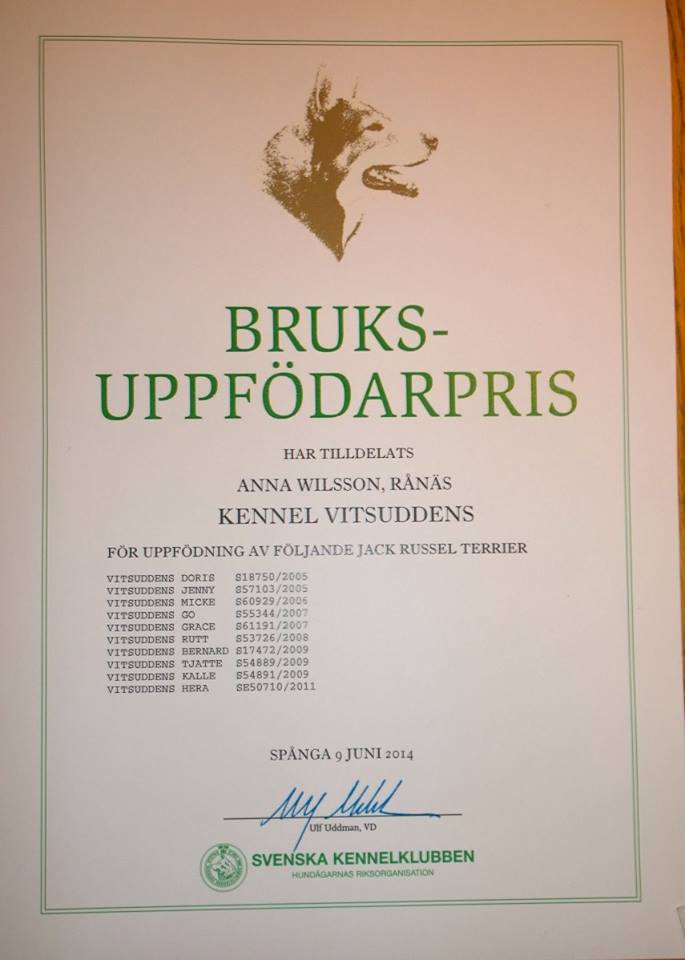 BRUKS-
UPPFÖDARPRIS
HAR TILLDELATS
ANNA WILSSON, RÅNÄS
KENNEL VITSUDDENS
FÖR UPPFÖDNING AV FÖLJANDE JACK RUSSEL TERRIER
VITSUDDENS DORIS S18750/2005
VITSUDDENS JENNY S57103/2005
VITSUDDENS MICKE S60929/2006
VITSUDDENS GO S55344/2007
VITSUDDENS GRACE S61191/2007
VITSUDDENS RUTT S53726/2008
VITSUDDENS BERNARD S17472/2009
VITSUDDENS TJATTE S54889/2009
VITSUDDENS KALLE S54891/2009
VITSUDDENS HERA SE50710/2011
SPÅNGA 9 JUNI 2014
Ulf Uddman, VD
SVENSKA KENNELKLUBBEN
HUNDÄGARNAS RIKSORGANISATION